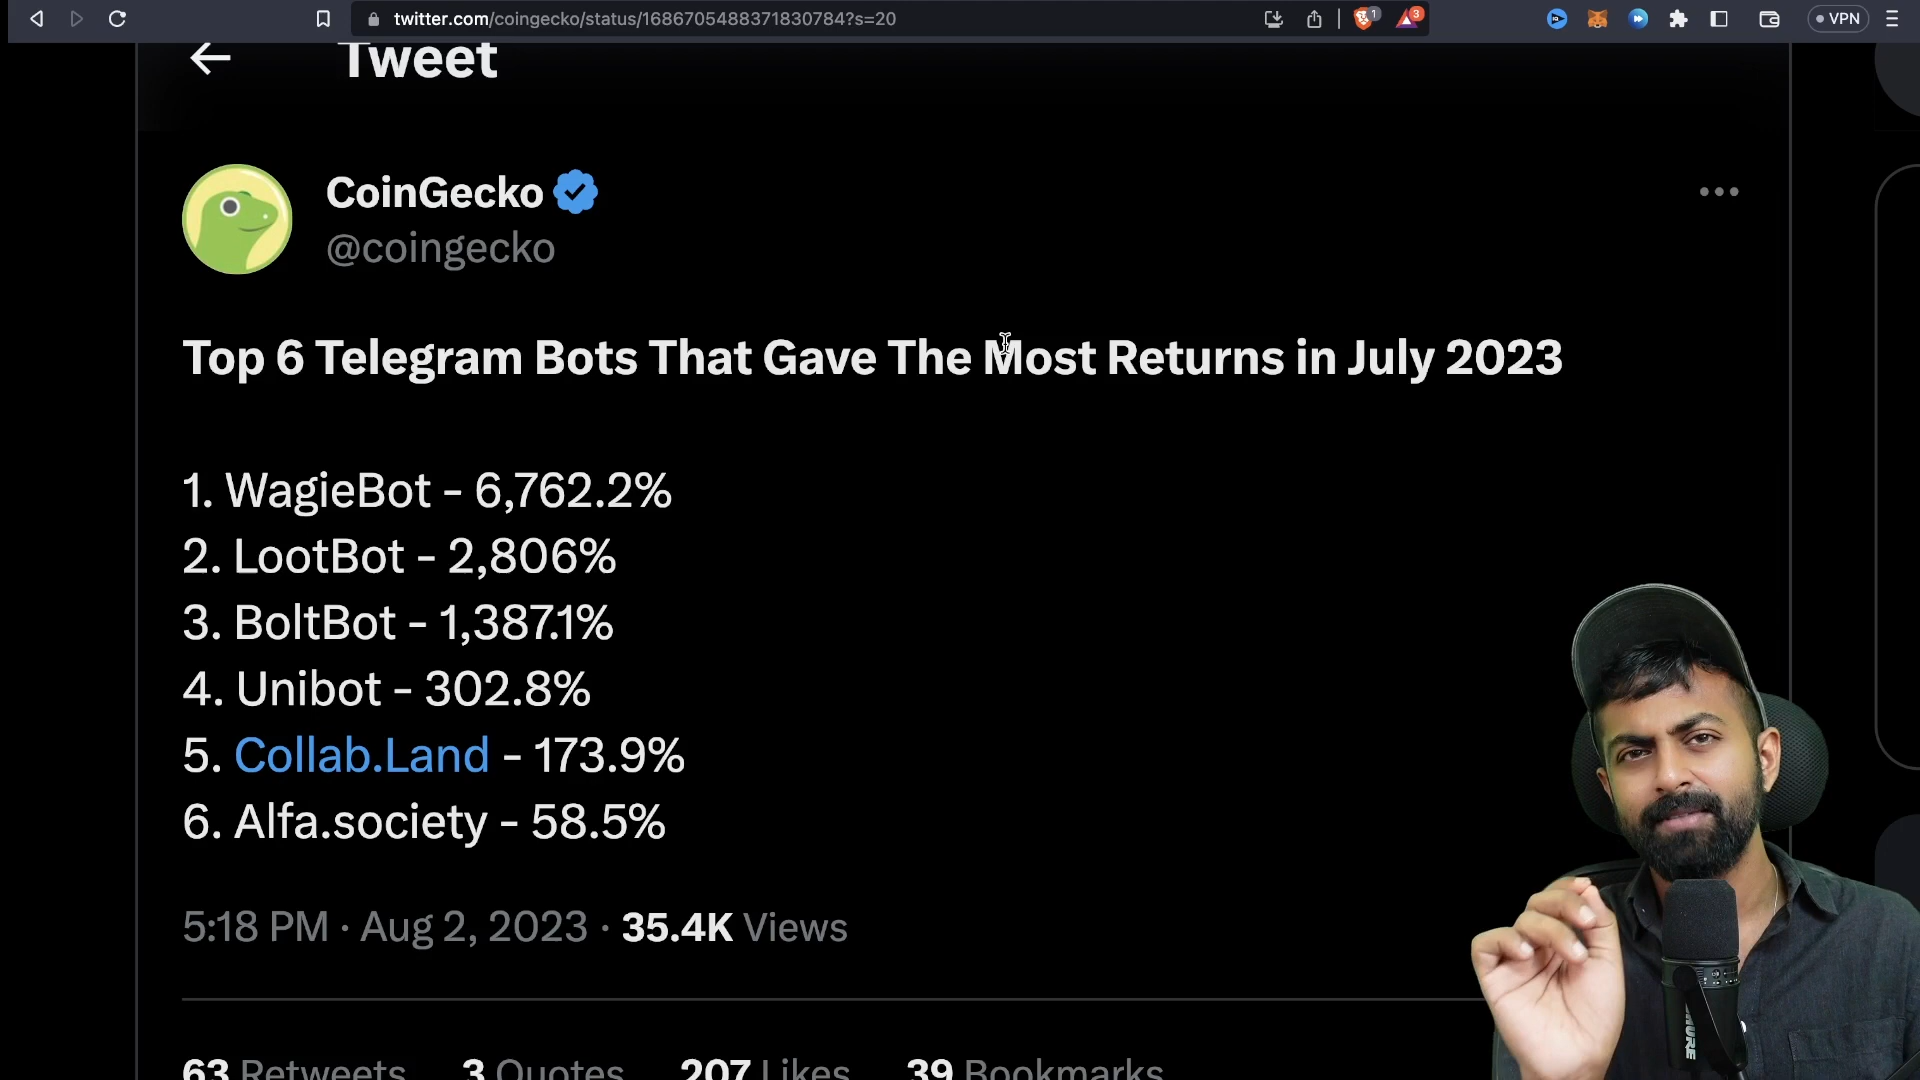 twitter.com/coingecko/status/1686705488371830784?s=20
1
3
VPN
Tweet
CoinGecko
@coingecko
Top 6 Telegram Bots That Gave The Most Returns in July 2023
1. WagieBot - 6,762.2%
2. LootBot - 2,806%
3. BoltBot - 1,387.1%
4. Unibot - 302.8%
5. Collab.Land - 173.9%
6. Alfa.society - 58.5%
5:18 PM · Aug 2, 2023 · 35.4K Views
63 Retweets 3 Quotes 207 Likes 39 Bookmarks
SHURE